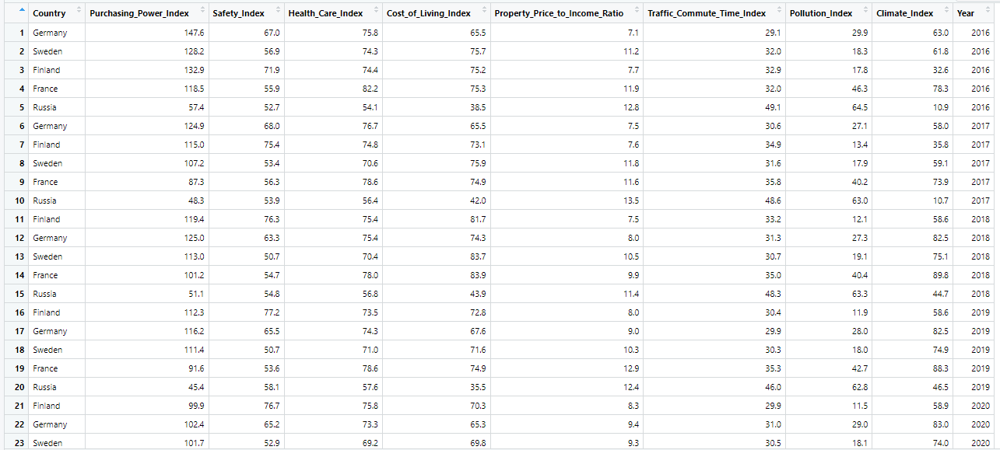 Country Purchasing_Power_Index Safety_Index Health_Care_Index Cost_of_Living_Index Property_Price_to_Income_Ratio Traffic_Commute_Time_Index Pollution_Index Climate_Index Year
1 Germany 147.6 67.0 75.8 65.5 7.1 29.1 29.9 63.0 2016
2 Sweden 128.2 56.9 74.3 75.7 11.2 32.0 18.3 61.8 2016
3 Finland 132.9 71.9 74.4 75.2 7.7 32.9 17.8 32.6 2016
4 France 118.5 55.9 82.2 75.3 11.9 32.0 46.3 78.3 2016
5 Russia 57.4 52.7 54.1 38.5 12.8 49.1 64.5 10.9 2016
6 Germany 124.9 68.0 76.7 65.5 7.5 30.6 27.1 58.0 2017
7 Finland 115.0 75.4 74.8 73.1 7.6 34.9 13.4 35.8 2017
8 Sweden 107.2 53.4 70.6 75.9 11.8 31.6 17.9 59.1 2017
9 France 87.3 56.3 78.6 74.9 11.6 35.8 40.2 73.9 2017
10 Russia 48.3 53.9 56.4 42.0 13.5 48.6 63.0 10.7 2017
11 Finland 119.4 76.3 75.4 81.7 7.5 33.2 12.1 58.6 2018
12 Germany 125.0 63.3 75.4 74.3 8.0 31.3 27.3 82.5 2018
13 Sweden 113.0 50.7 70.4 83.7 10.5 30.7 19.1 75.1 2018
14 France 101.2 54.7 78.0 83.9 9.9 35.0 40.4 89.8 2018
15 Russia 51.1 54.8 56.8 43.9 11.4 48.3 63.3 44.7 2018
16 Finland 112.3 77.2 73.5 72.8 8.0 30.4 11.9 58.6 2019
17 Germany 116.2 65.5 74.3 67.6 9.0 29.9 28.0 82.5 2019
18 Sweden 111.4 50.7 71.0 71.6 10.3 30.3 18.0 74.9 2019
19 France 91.6 53.6 78.6 74.9 12.9 35.3 42.7 88.3 2019
20 Russia 45.4 58.1 57.6 35.5 12.4 46.0 62.8 46.5 2019
21 Finland 99.9 76.7 75.8 70.3 8.3 29.9 11.5 58.9 2020
22 Germany 102.4 65.2 73.3 65.3 9.4 31.0 29.0 83.0 2020
23 Sweden 101.7 52.9 69.2 69.8 9.3 30.5 18.1 74.0 2020